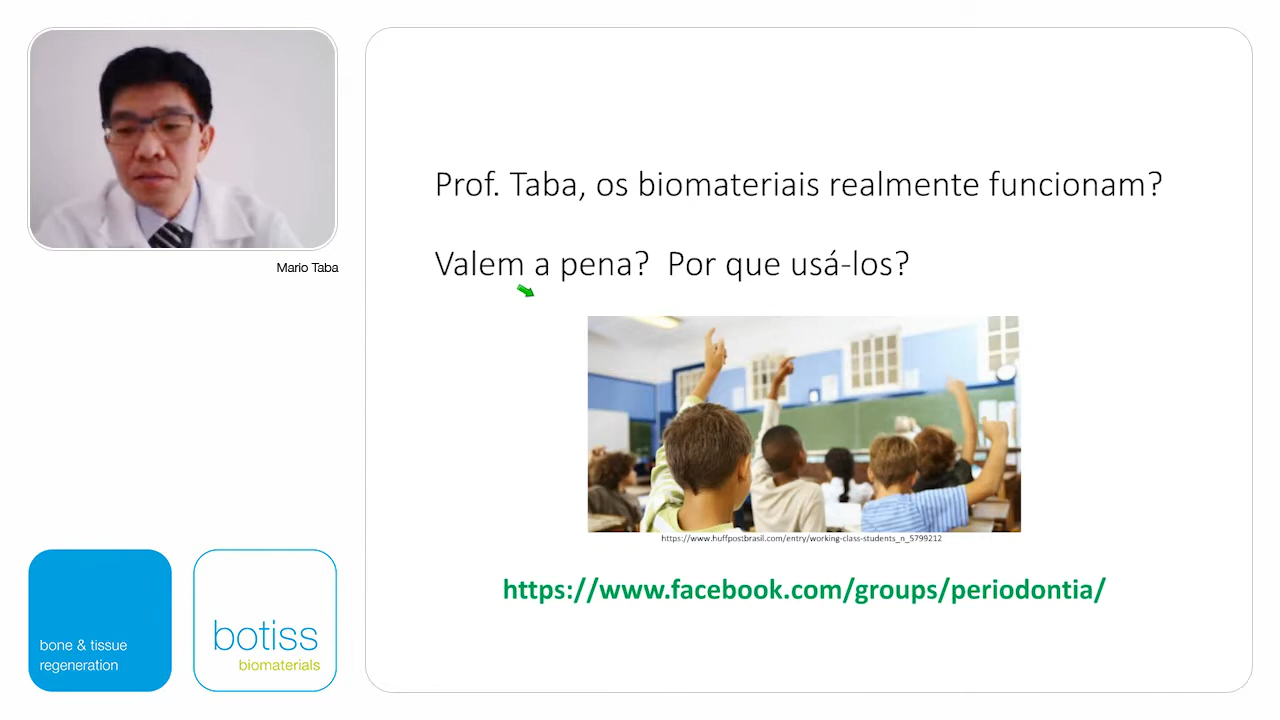 Mario Taba
Prof. Taba, os biomateriais realmente funcionam?
Valem a pena? Por que usá-los?
https://www.huffpostbrasil.com/entry/working-class-students_n_5799212
https://www.facebook.com/groups/periodontia/
bone & tissue
regeneration
botiss
biomaterials